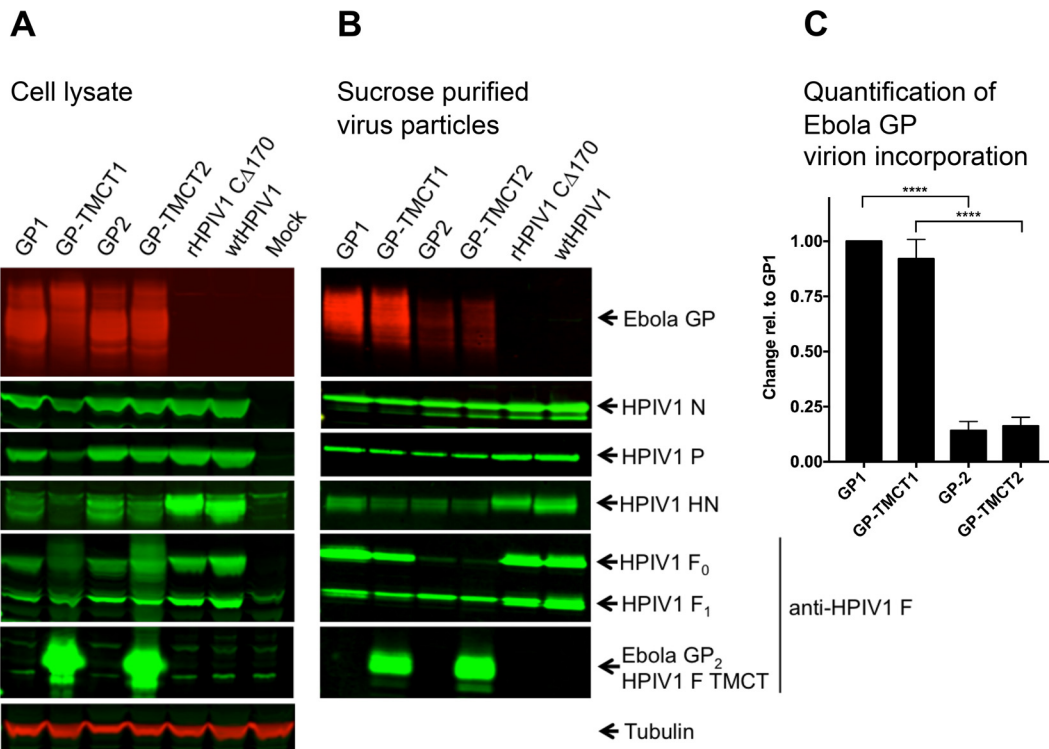 A
Cell lysate
GP1
GP-TMCT1
GP2
GP-TMCT2
rHPIV1 CΔ170
wtHPIV1
Mock
B
Sucrose purified
virus particles
GP1
GP-TMCT1
GP2
GP-TMCT2
rHPIV1 CΔ170
wtHPIV1
Ebola GP
HPIV1 N
HPIV1 P
HPIV1 HN
HPIV1 F₀
HPIV1 F₁
Ebola GP₂
HPIV1 F TMCT
anti-HPIV1 F
Tubulin
C
Quantification of
Ebola GP
virion incorporation
****
****
Change rel. to GP1
1.00
0.75
0.50
0.25
0.00
GP1
GP-TMCT1
GP-2
GP-TMCT2